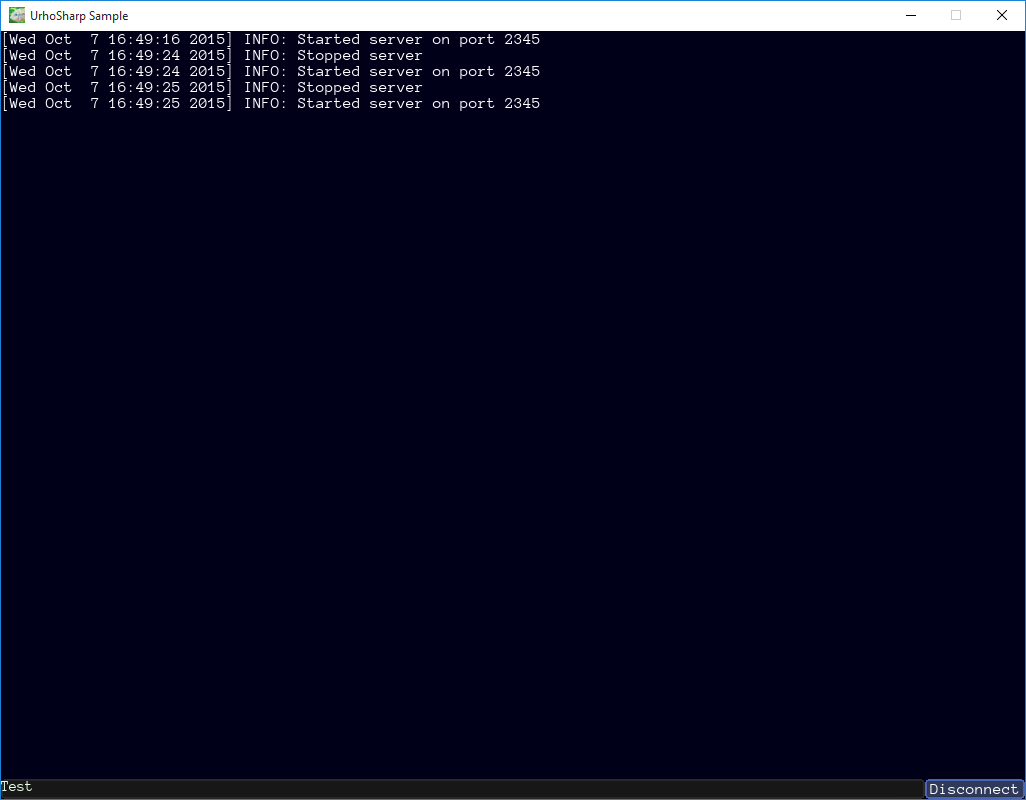 UrhoSharp Sample
[Wed Oct  7 16:49:16 2015] INFO: Started server on port 2345
[Wed Oct  7 16:49:24 2015] INFO: Stopped server
[Wed Oct  7 16:49:24 2015] INFO: Started server on port 2345
[Wed Oct  7 16:49:25 2015] INFO: Stopped server
[Wed Oct  7 16:49:25 2015] INFO: Started server on port 2345
Test
Disconnect